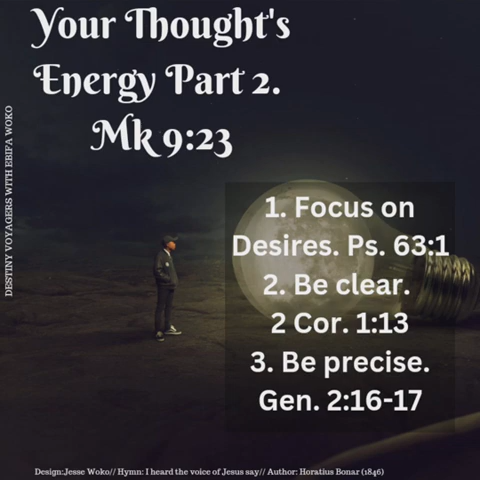 Your Thought's
Energy Part 2.
Mk 9:23
DESTINY VOYAGERS WITH EBIFA WOKO
1. Focus on
Desires. Ps. 63:1
2. Be clear.
2 Cor. 1:13
3. Be precise.
Gen. 2:16-17
Design:Jesse Woko// Hymn: I heard the voice of Jesus say// Author: Horatius Bonar (1846)